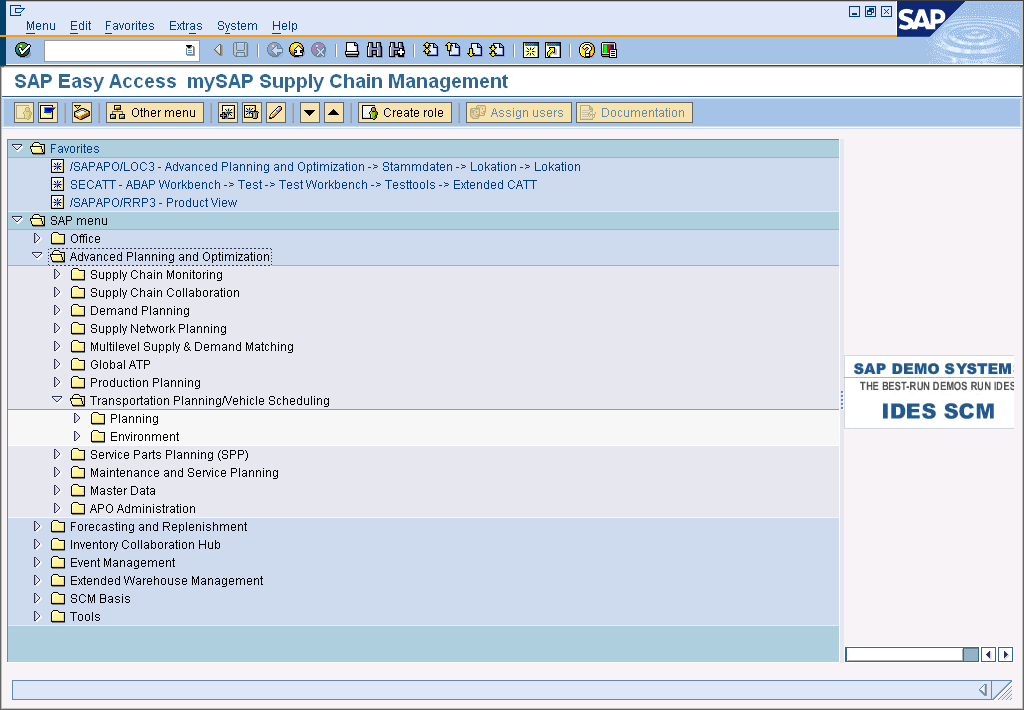 Menu Edit Favorites Extras System Help
SAP
SAP Easy Access mySAP Supply Chain Management
Other menu Create role Assign users Documentation
Favorites
/SAPAPO/LOC3 - Advanced Planning and Optimization -> Stammdaten -> Lokation -> Lokation
SECATT - ABAP Workbench -> Test -> Test Workbench -> Testtools -> Extended CATT
/SAPAPO/RRP3 - Product View
SAP menu
Office
Advanced Planning and Optimization
Supply Chain Monitoring
Supply Chain Collaboration
Demand Planning
Supply Network Planning
Multilevel Supply & Demand Matching
Global ATP
Production Planning
Transportation Planning/Vehicle Scheduling
Planning
Environment
Service Parts Planning (SPP)
Maintenance and Service Planning
Master Data
APO Administration
Forecasting and Replenishment
Inventory Collaboration Hub
Event Management
Extended Warehouse Management
SCM Basis
Tools
SAP DEMO SYSTEM
THE BEST-RUN DEMOS RUN IDES
IDES SCM